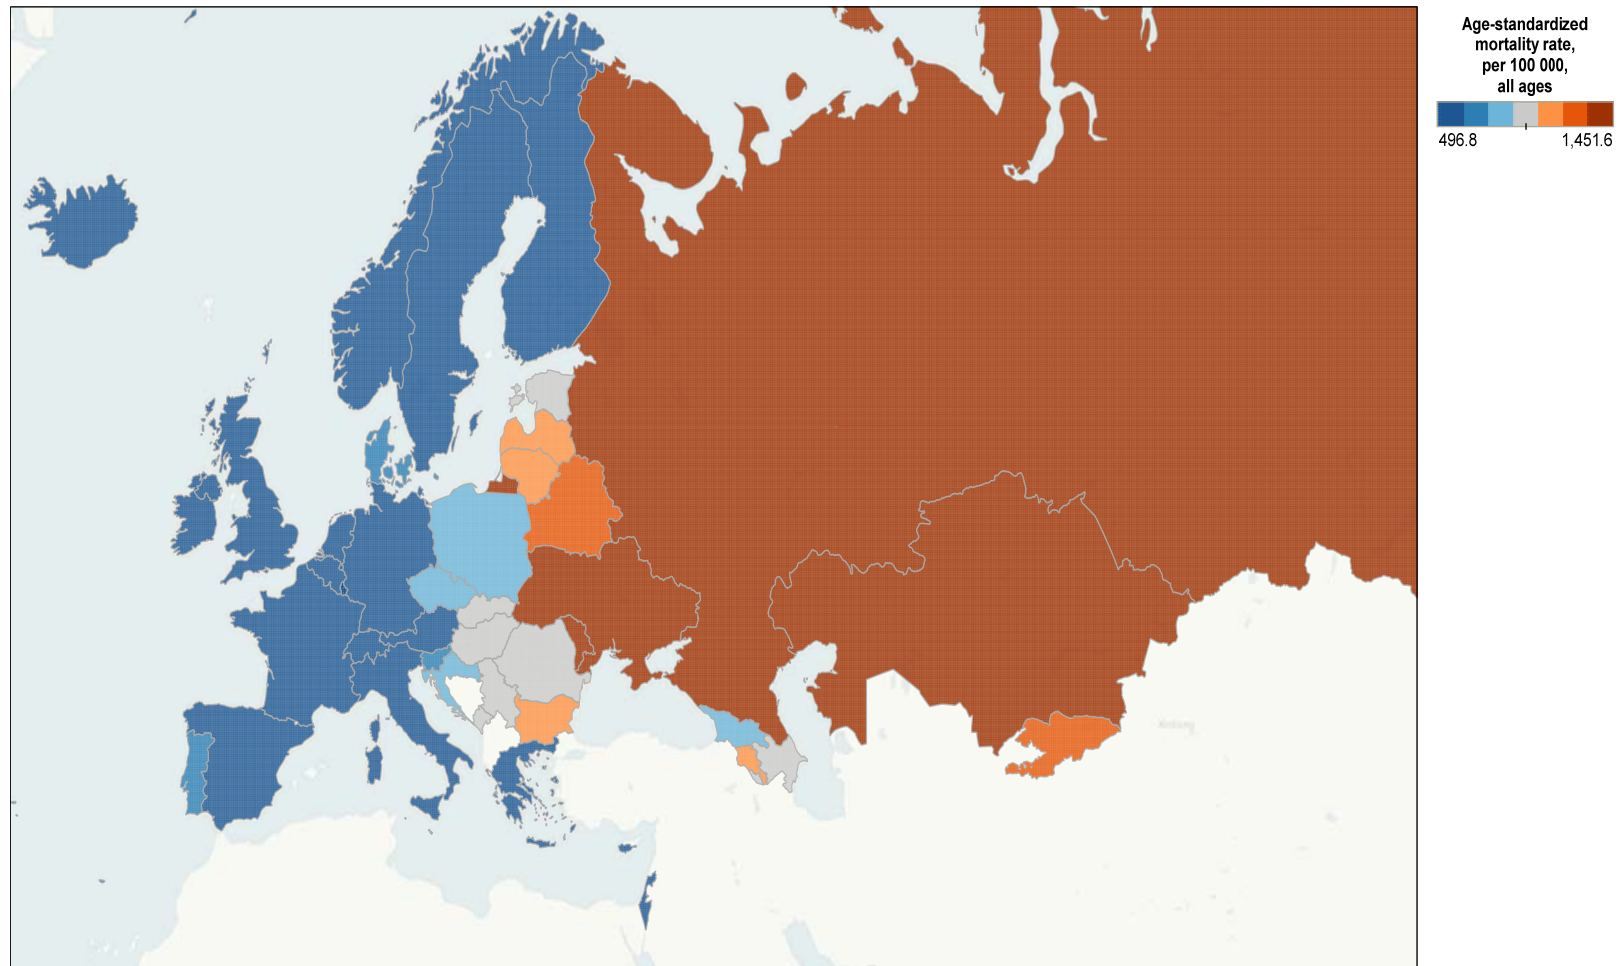 Age-standardized
mortality rate,
per 100 000,
all ages
496.8 1,451.6